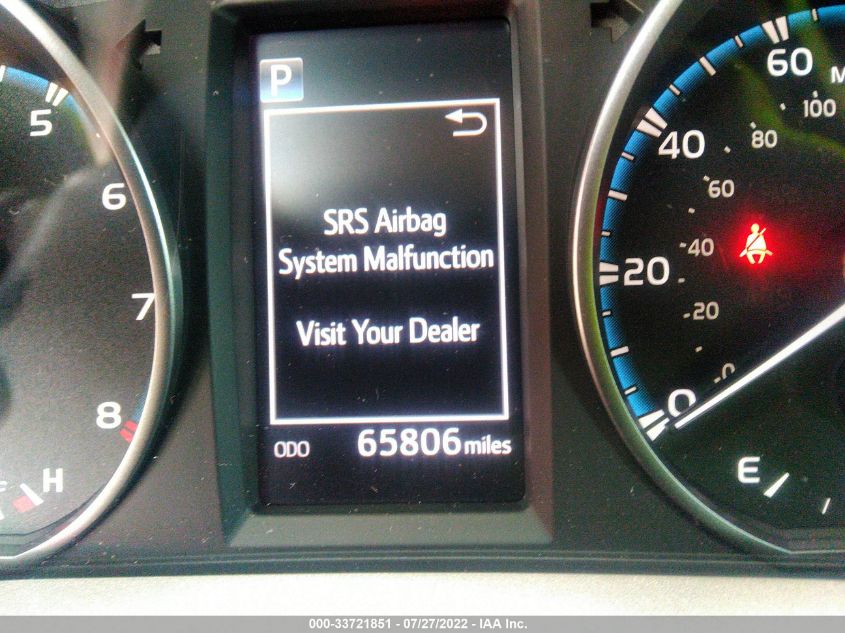 P
SRS Airbag
System Malfunction
Visit Your Dealer
ODO 65806 miles
5
6
7
8
H
60
40
20
0
100
80
60
40
20
0
E
000-33721851 - 07/27/2022 - IAA Inc.